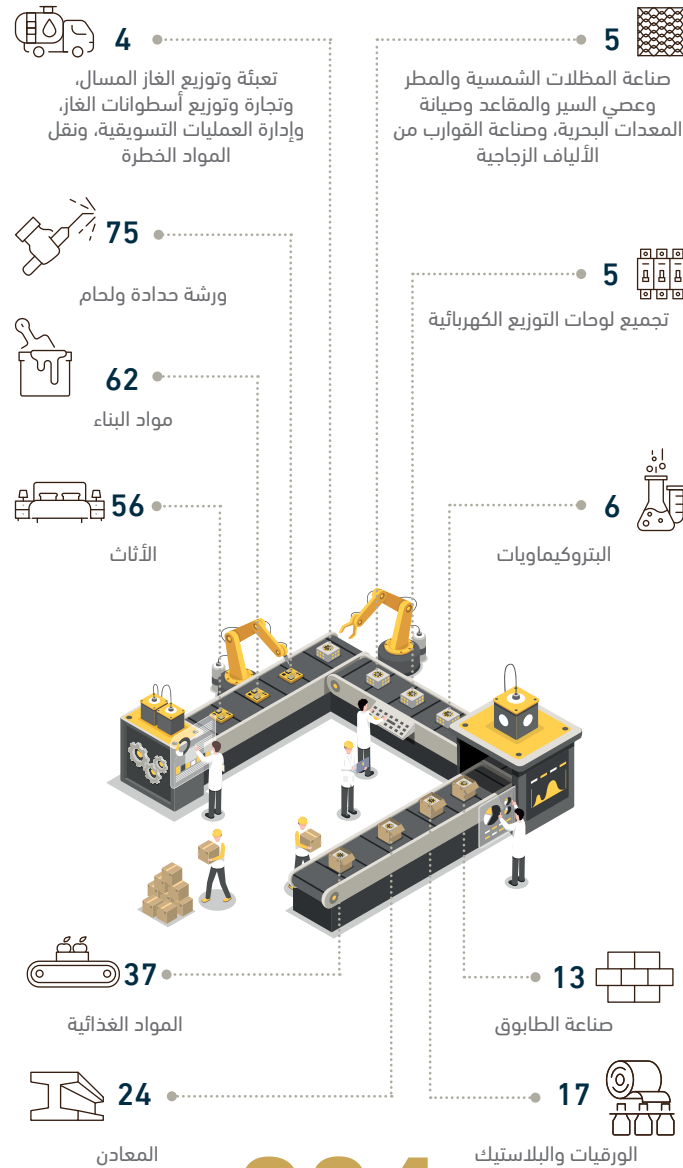 5
صناعة المظلات الشمسية والمطر
وعصي السير والمقاعد وصيانة
المعدات البحرية، وصناعة القوارب من
الألياف الزجاجية
4
تعبئة وتوزيع الغاز المسال،
وتجارة وتوزيع أسطوانات الغاز،
وإدارة العمليات التسويقية، ونقل
المواد الخطرة
5
تجميع لوحات التوزيع الكهربائية
75
ورشة حدادة ولحام
62
مواد البناء
6
البتروكيماويات
56
الأثاث
13
صناعة الطابوق
37
المواد الغذائية
17
الورقيات والبلاستيك
24
المعادن